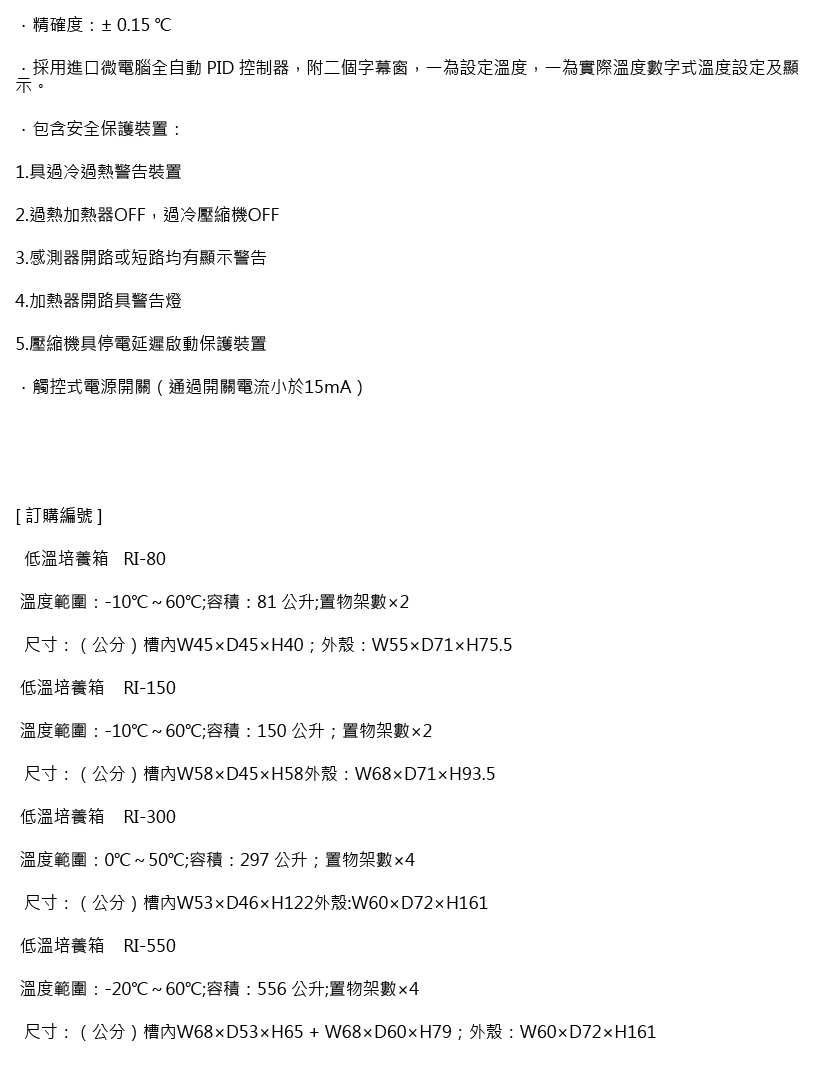 ．精確度：± 0.15 ℃
．採用進口微電腦全自動 PID 控制器，附二個字幕窗，一為設定溫度，一為實際溫度數字式溫度設定及顯
示。
．包含安全保護裝置：
1.具過冷過熱警告裝置
2.過熱加熱器OFF，過冷壓縮機OFF
3.感測器開路或短路均有顯示警告
4.加熱器開路具警告燈
5.壓縮機具停電延遲啟動保護裝置
．觸控式電源開關（通過開關電流小於15mA）
[ 訂購編號 ]
低溫培養箱 RI-80
溫度範圍：-10℃～60℃;容積：81 公升;置物架數×2
尺寸：（公分）槽內W45×D45×H40；外殼：W55×D71×H75.5
低溫培養箱 RI-150
溫度範圍：-10℃～60℃;容積：150 公升；置物架數×2
尺寸：（公分）槽內W58×D45×H58外殼：W68×D71×H93.5
低溫培養箱 RI-300
溫度範圍：0℃～50℃;容積：297 公升；置物架數×4
尺寸：（公分）槽內W53×D46×H122外殼:W60×D72×H161
低溫培養箱 RI-550
溫度範圍：-20℃～60℃;容積：556 公升;置物架數×4
尺寸：（公分）槽內W68×D53×H65 + W68×D60×H79；外殼：W60×D72×H161